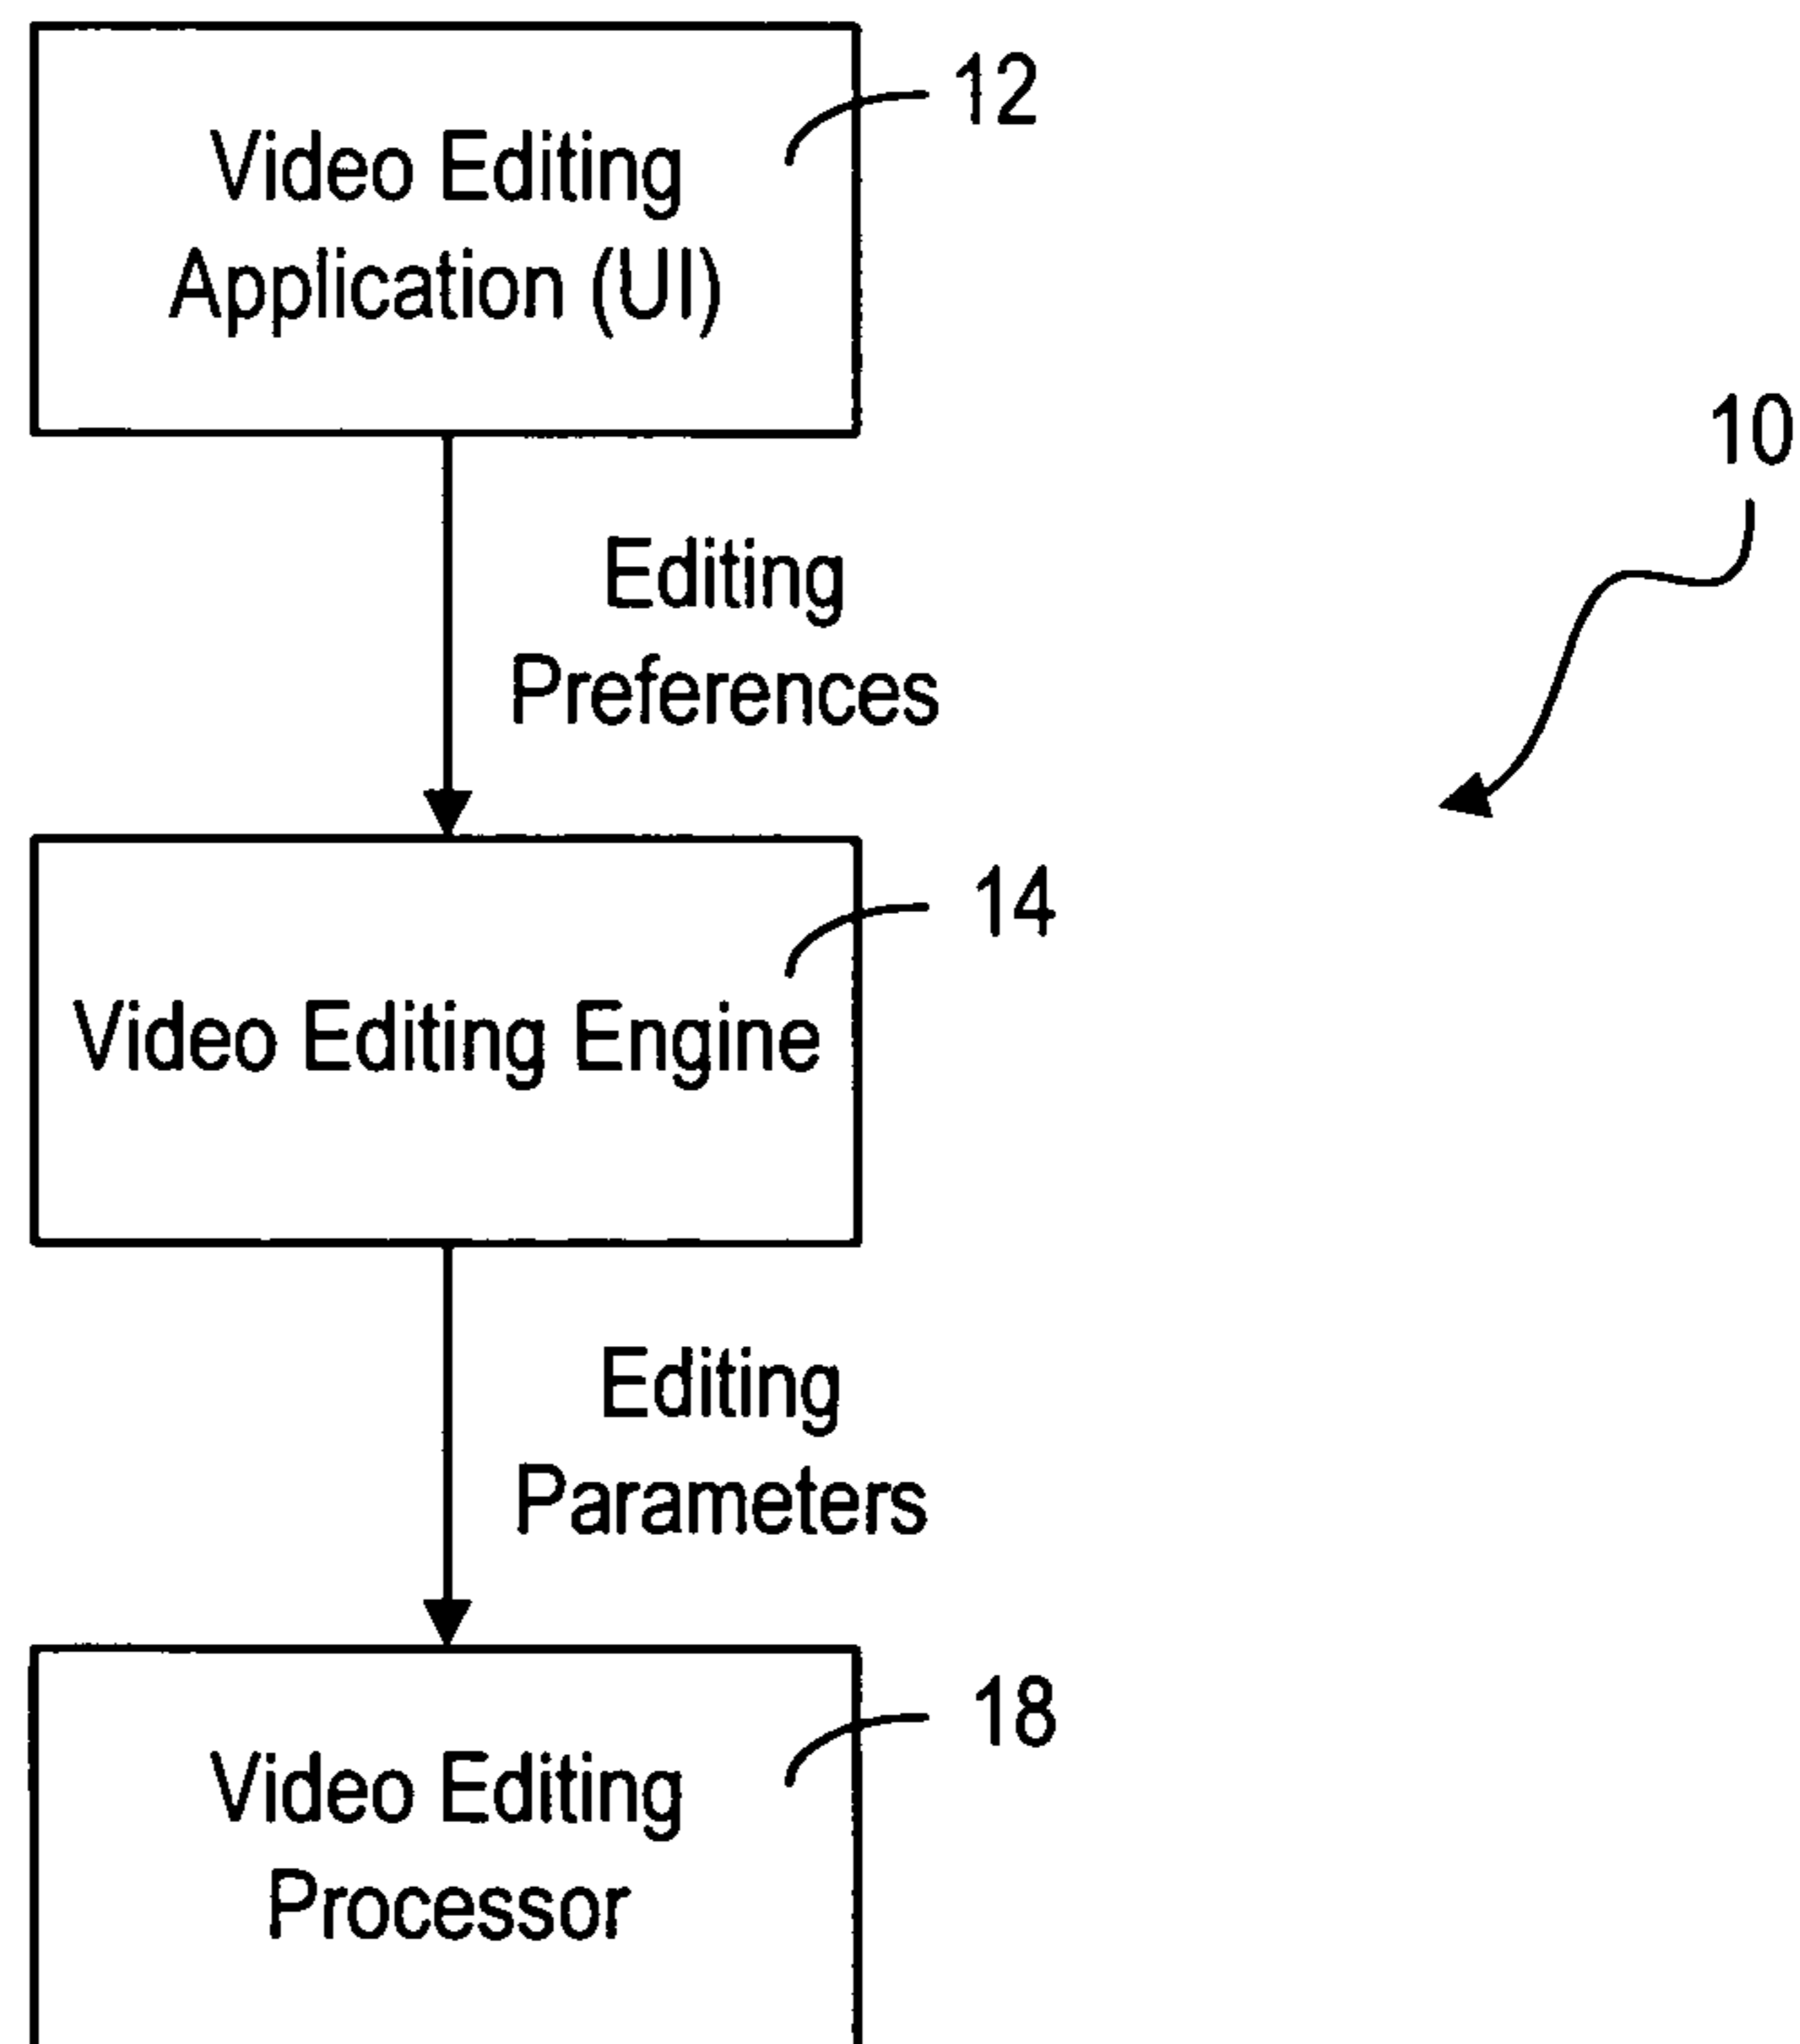 12
Video Editing
Application (UI)
10
Editing
Preferences
14
Video Editing Engine
Editing
Parameters
18
Video Editing
Processor